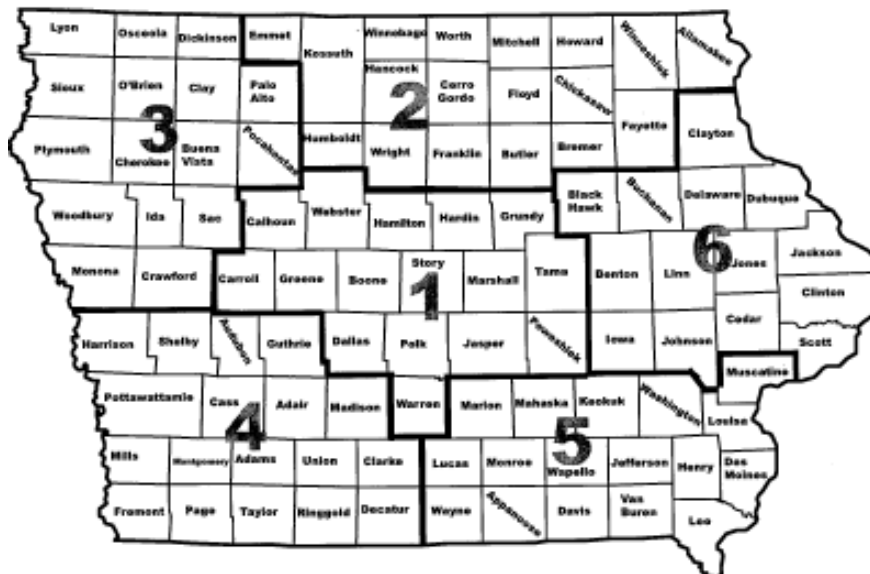 Lyon
Osceola
Dickinson
Emmet
Kossuth
Winnebago
Worth
Mitchell
Howard
Winneshiek
Allamakee
Sioux
O'Brien
Clay
Palo
Alto
Hancock
Cerro
Gordo
Floyd
Chickasaw
Fayette
Clayton
3
2
Plymouth
Cherokee
Buena
Vista
Pocahontas
Humboldt
Wright
Franklin
Butler
Bremer
Woodbury
Ida
Sac
Calhoun
Webster
Hamilton
Hardin
Grundy
Black
Hawk
Buchanan
Delaware
Dubuque
Monona
Crawford
Carroll
Greene
Boone
Story
Marshall
Tama
Benton
Linn
Jones
Jackson
Clinton
1
6
Harrison
Shelby
Audubon
Guthrie
Dallas
Polk
Jasper
Poweshiek
Iowa
Johnson
Cedar
Scott
Muscatine
Pottawattamie
Cass
Adair
Madison
Warren
Marion
Mahaska
Keokuk
Washington
Louisa
4
5
Mills
Montgomery
Adams
Union
Clarke
Lucas
Monroe
Wapello
Jefferson
Henry
Des
Moines
Fremont
Page
Taylor
Ringgold
Decatur
Wayne
Appanoose
Davis
Van
Buren
Lee